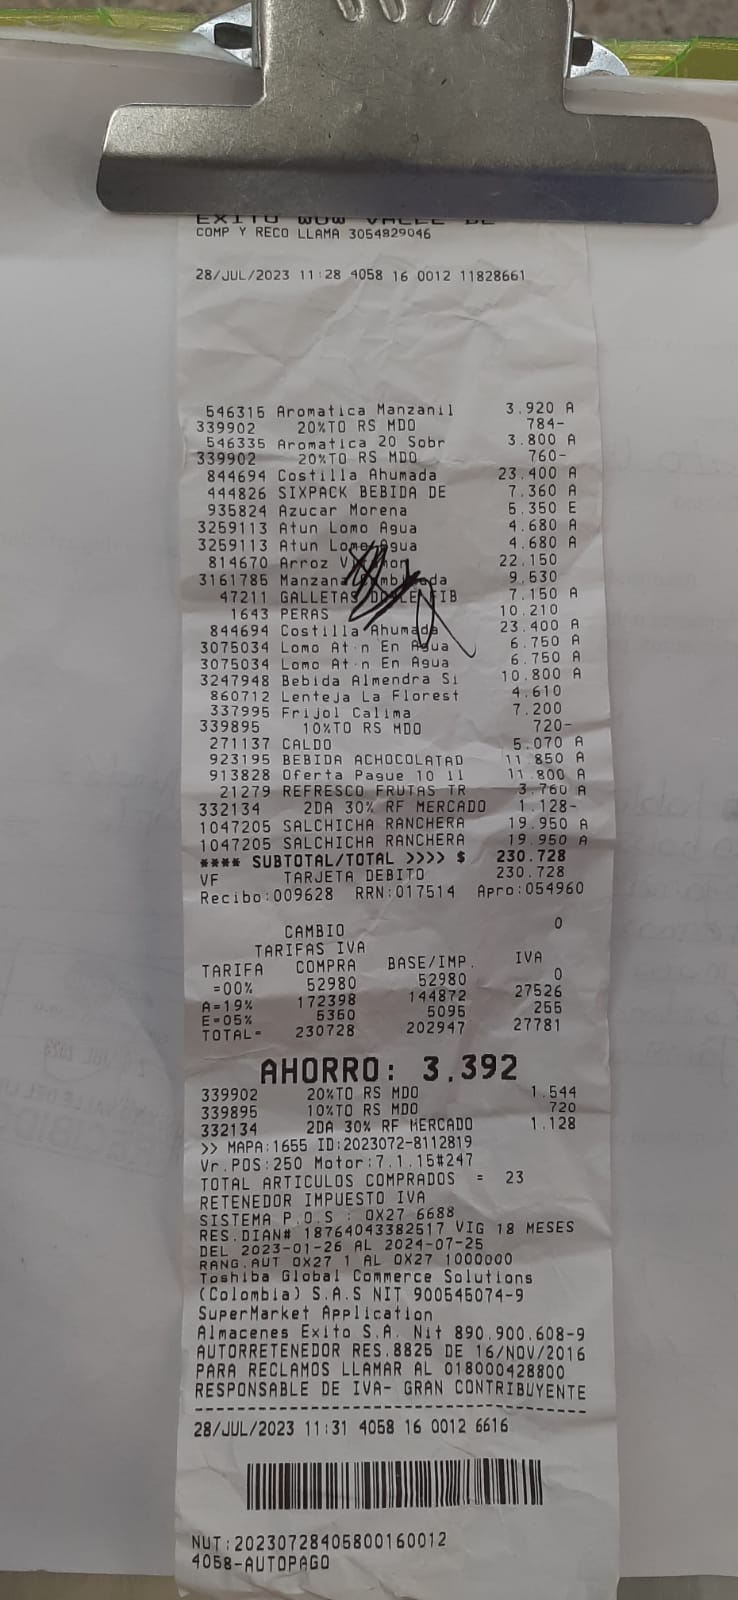 EXITO WOW VALLE DE
COMP Y RECO LLAMA 3054829046
28/JUL/2023 11:28 4058 16 0012 11828661
546315 Aromatica Manzanil 3.920 A
339902 20%TO RS MDO 784-
546335 Aromatica 20 Sobr 3.800 A
339902 20%TO RS MDO 760-
844694 Costilla Ahumada 23.400 A
444826 SIXPACK BEBIDA DE 7.360 A
935824 Azucar Morena 5.350 E
3259113 Atun Lomo Agua 4.680 A
3259113 Atun Lomo Agua 4.680 A
814670 Arroz 22.150
3161785 Manzana 9.530
47211 GALLETAS DOBLE FIB 7.150 A
1643 PERAS 10.210
844694 Costilla Ahumada 23.400 A
3075034 Lomo At n En Agua 6.750 A
3075034 Lomo At n En Agua 6.750 A
3247948 Bebida Almendra Si 10.800 A
860712 Lenteja La Florest 4.610
337995 Frijol Calima 7.200
339895 10%TO RS MDO 720-
271137 CALDO 5.070 A
923195 BEBIDA ACHOCOLATAD 11.850 A
913828 Oferta Pague 10 11 11.800 A
21279 REFRESCO FRUTAS TR 3.760 A
332134 2DA 30% RF MERCADO 1.128-
1047205 SALCHICHA RANCHERA 19.950 A
1047205 SALCHICHA RANCHERA 19.950 A
**** SUBTOTAL/TOTAL >>>> $ 230.728
VF TARJETA DEBITO 230.728
Recibo:009628 RRN:017514 Apro:054960
CAMBIO 0
TARIFAS IVA
TARIFA COMPRA BASE/IMP. IVA
=00% 52980 52980 0
A=19% 172398 144872 27526
E=05% 5350 5095 255
TOTAL= 230728 202947 27781
AHORRO: 3.392
339902 20%TO RS MDO 1.544
339895 10%TO RS MDO 720
332134 2DA 30% RF MERCADO 1.128
>> MAPA:1655 ID:2023072-8112819
Vr.POS:250 Motor:7.1.15#247
TOTAL ARTICULOS COMPRADOS = 23
RETENEDOR IMPUESTO IVA
SISTEMA P.O.S : OX27 6688
RES.DIAN# 18764043382517 VIG 18 MESES
DEL 2023-01-26 AL 2024-07-25
RANG.AUT OX27 1 AL OX27 1000000
Toshiba Global Commerce Solutions
(Colombia) S.A.S NIT 900545074-9
SuperMarket Application
Almacenes Exito S.A. Nit 890.900.608-9
AUTORRETENEDOR RES.8825 DE 16/NOV/2016
PARA RECLAMOS LLAMAR AL 018000428800
RESPONSABLE DE IVA- GRAN CONTRIBUYENTE
28/JUL/2023 11:31 4058 16 0012 6616
NUT:20230728405800160012
4058-AUTOPAGO